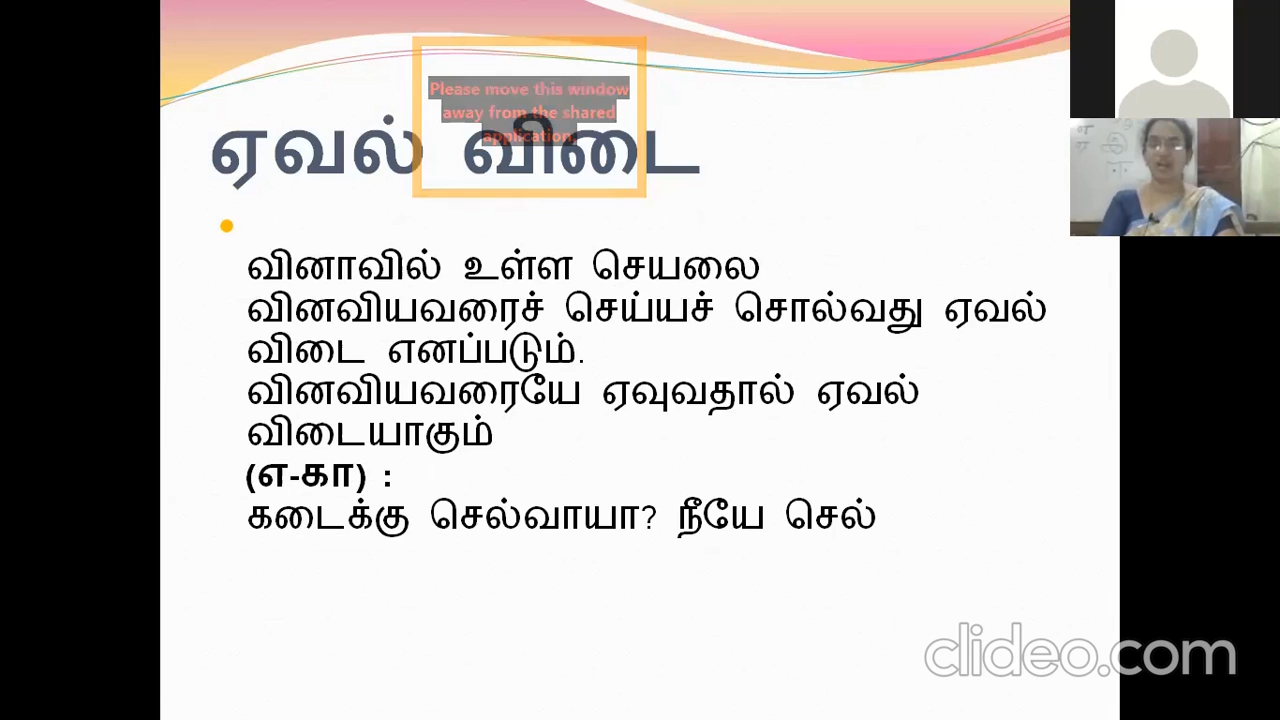 Please move this window
away from the shared
application
ஏவல் விடை
வினாவில் உள்ள செயலை
வினவியவரைச் செய்யச் சொல்வது ஏவல்
விடை எனப்படும்.
வினவியவரையே ஏவுவதால் ஏவல்
விடையாகும்
(எ-கா) :
கடைக்கு செல்வாயா? நீயே செல்
clideo.com